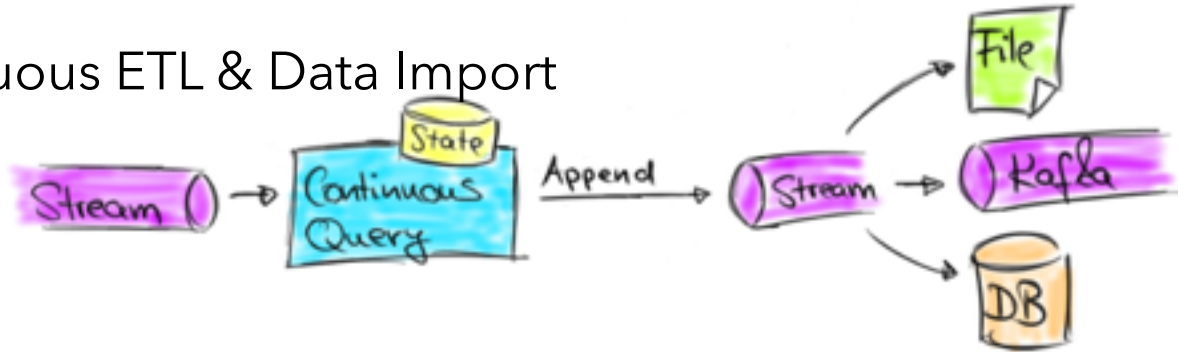 uous ETL & Data Import
File
State
Append
Stream
Continuous
Query
Stream
Kafka
DB